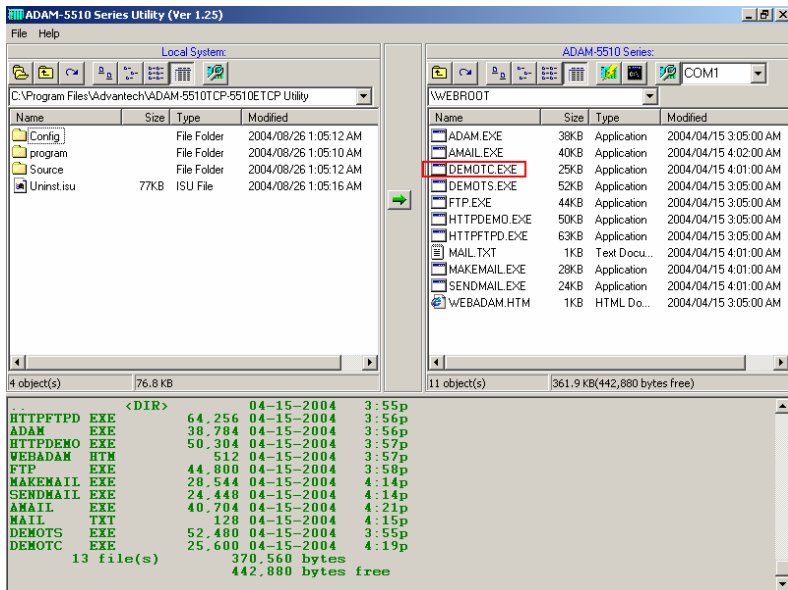 ADAM-5510 Series Utility (Ver 1.25)
File Help
Local System:
C:\Program Files\Advantech\ADAM-5510TCP-5510ETCP Utility
Name Size Type Modified
Config File Folder 2004/08/26 1:05:12 AM
program File Folder 2004/08/26 1:05:10 AM
Source File Folder 2004/08/26 1:05:12 AM
Uninst.isu 77KB ISU File 2004/08/26 1:05:16 AM
4 object(s) 76.8 KB
ADAM-5510 Series:
COM1
\WEBROOT
Name Size Type Modified
ADAM.EXE 38KB Application 2004/04/15 3:05:00 AM
AMAIL.EXE 40KB Application 2004/04/15 4:02:00 AM
DEMOTC.EXE 25KB Application 2004/04/15 4:01:00 AM
DEMOTS.EXE 52KB Application 2004/04/15 3:05:00 AM
FTP.EXE 44KB Application 2004/04/15 3:05:00 AM
HTTPDEMO.EXE 50KB Application 2004/04/15 3:05:00 AM
HTTPFTPD.EXE 63KB Application 2004/04/15 3:05:00 AM
MAIL.TXT 1KB Text Docu... 2004/04/15 4:01:00 AM
MAKEMAIL.EXE 28KB Application 2004/04/15 4:01:00 AM
SENDMAIL.EXE 24KB Application 2004/04/15 4:01:00 AM
WEBADAM.HTM 1KB HTML Do... 2004/04/15 3:05:00 AM
11 object(s) 361.9 KB(442,880 bytes free)
.. <DIR> 04-15-2004 3:55p
HTTPFTPD EXE 64,256 04-15-2004 3:56p
ADAM EXE 38,784 04-15-2004 3:56p
HTTPDEMO EXE 50,304 04-15-2004 3:57p
WEBADAM HTM 512 04-15-2004 3:57p
FTP EXE 44,800 04-15-2004 3:58p
MAKEMAIL EXE 28,544 04-15-2004 4:14p
SENDMAIL EXE 24,448 04-15-2004 4:14p
AMAIL EXE 40,704 04-15-2004 4:21p
MAIL TXT 128 04-15-2004 4:15p
DEMOTS EXE 52,480 04-15-2004 3:55p
DEMOTC EXE 25,600 04-15-2004 4:19p
13 file(s) 370,560 bytes
442,880 bytes free